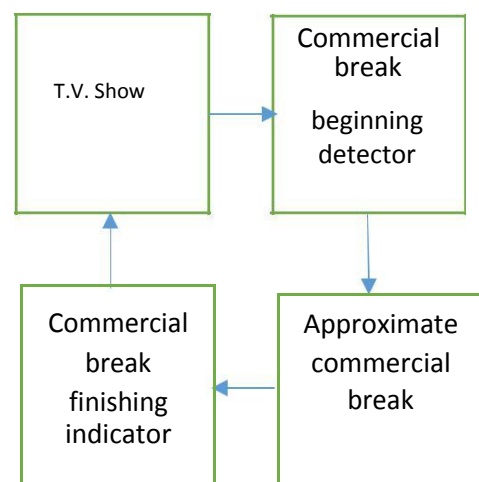 T.V. Show
Commercial
break
beginning
detector
Commercial
break
finishing
indicator
Approximate
commercial
break